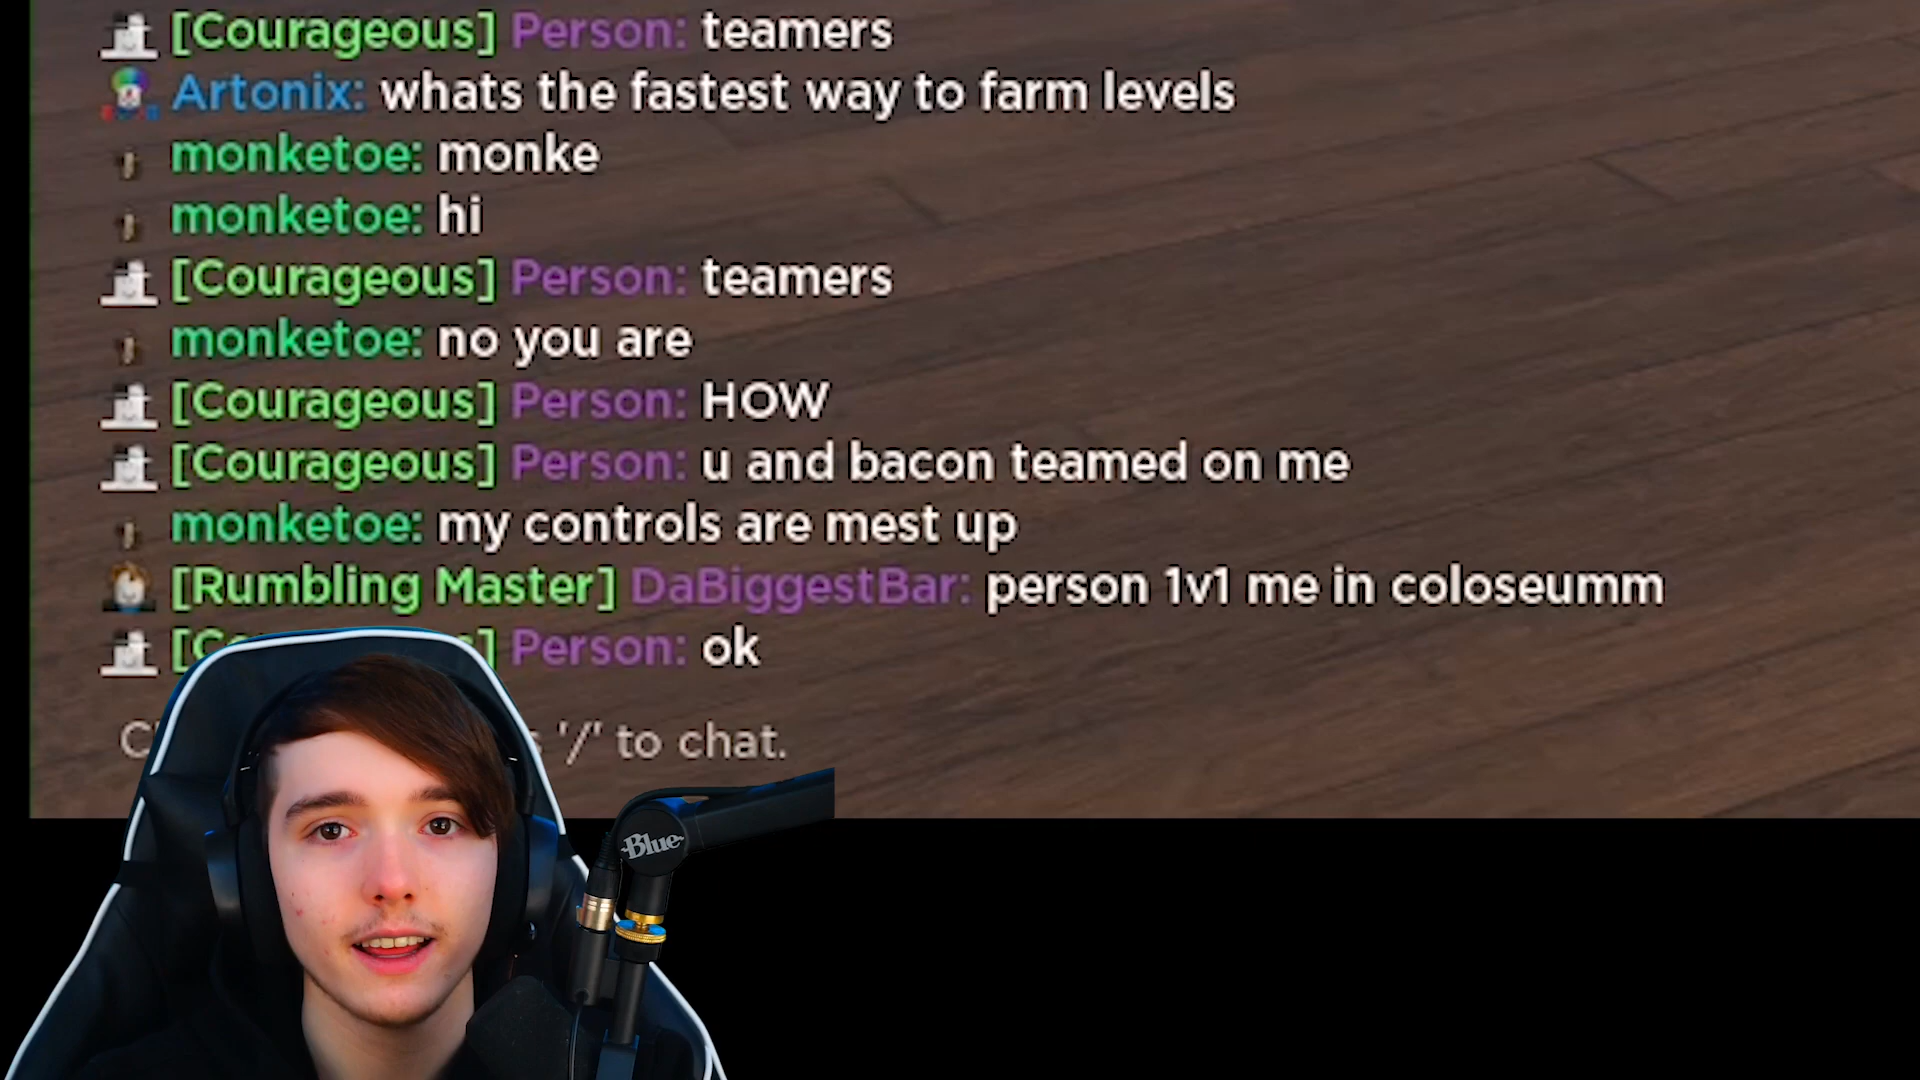 [Courageous] Person: teamers
Artonix: whats the fastest way to farm levels
monketoe: monke
monketoe: hi
[Courageous] Person: teamers
monketoe: no you are
[Courageous] Person: HOW
[Courageous] Person: u and bacon teamed on me
monketoe: my controls are mest up
[Rumbling Master] DaBiggestBar: person 1v1 me in coloseumm
Person: ok
'/' to chat.
Blue